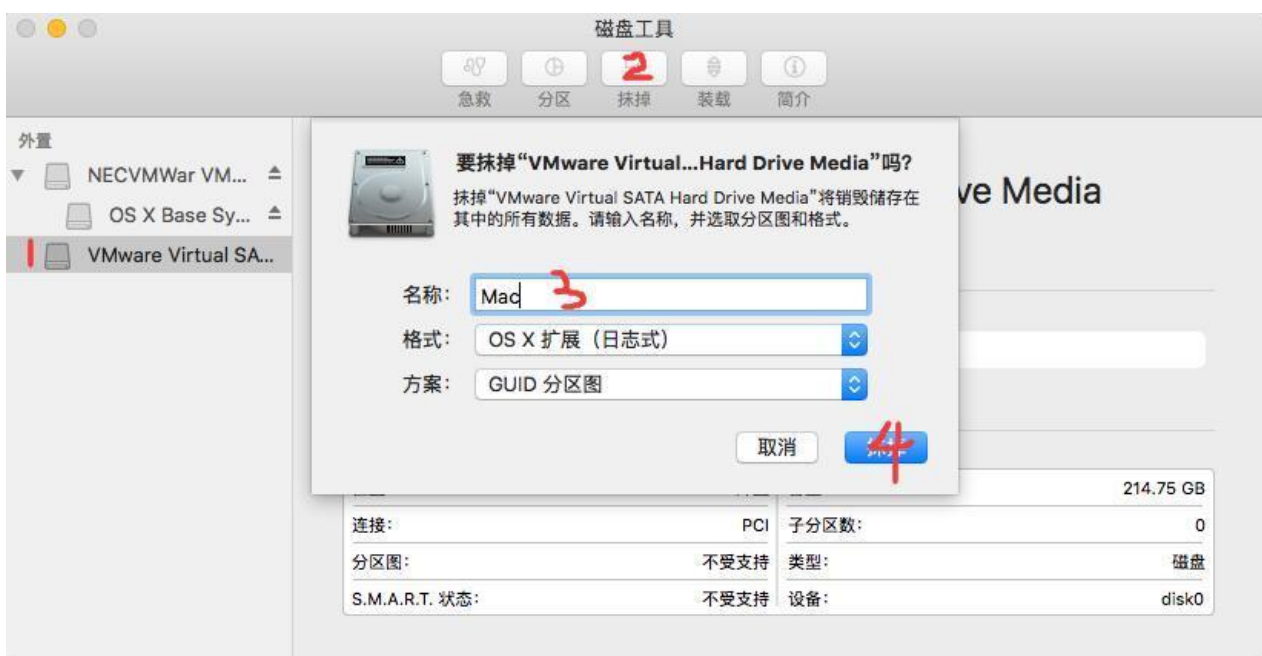 磁盘工具
2
急救 分区 抹掉 装载 简介
外置
NECVMWar VM...
OS X Base Sy...
1 VMware Virtual SA...
要抹掉“VMware Virtual...Hard Drive Media”吗?
抹掉“VMware Virtual SATA Hard Drive Media”将销毁储存在
其中的所有数据。请输入名称，并选取分区图和格式。
ve Media
名称: Mac 3
格式: OS X 扩展（日志式）
方案: GUID 分区图
取消 4
214.75 GB
连接: PCI 子分区数: 0
分区图: 不受支持 类型: 磁盘
S.M.A.R.T. 状态: 不受支持 设备: disk0